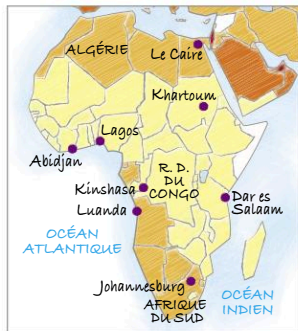 ALGÉRIE
Le Caire
Khartoum
Lagos
Abidjan
R. D.
DU
CONGO
Kinshasa
Luanda
Dar es
Salaam
OCÉAN
ATLANTIQUE
Johannesburg
AFRIQUE
DU SUD
OCÉAN
INDIEN